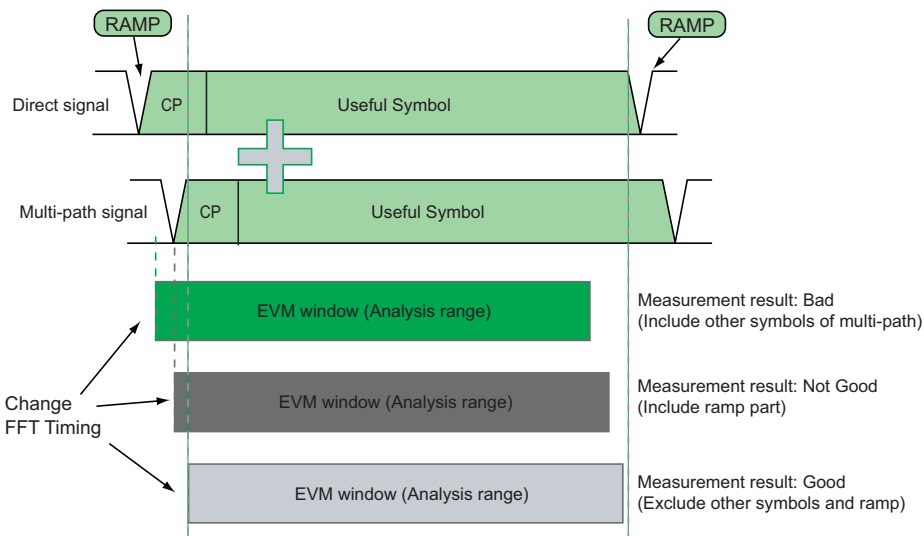 RAMP
RAMP
Direct signal
CP
Useful Symbol
Multi-path signal
CP
Useful Symbol
EVM window (Analysis range)
Measurement result: Bad
(Include other symbols of multi-path)
Change
FFT Timing
EVM window (Analysis range)
Measurement result: Not Good
(Include ramp part)
EVM window (Analysis range)
Measurement result: Good
(Exclude other symbols and ramp)